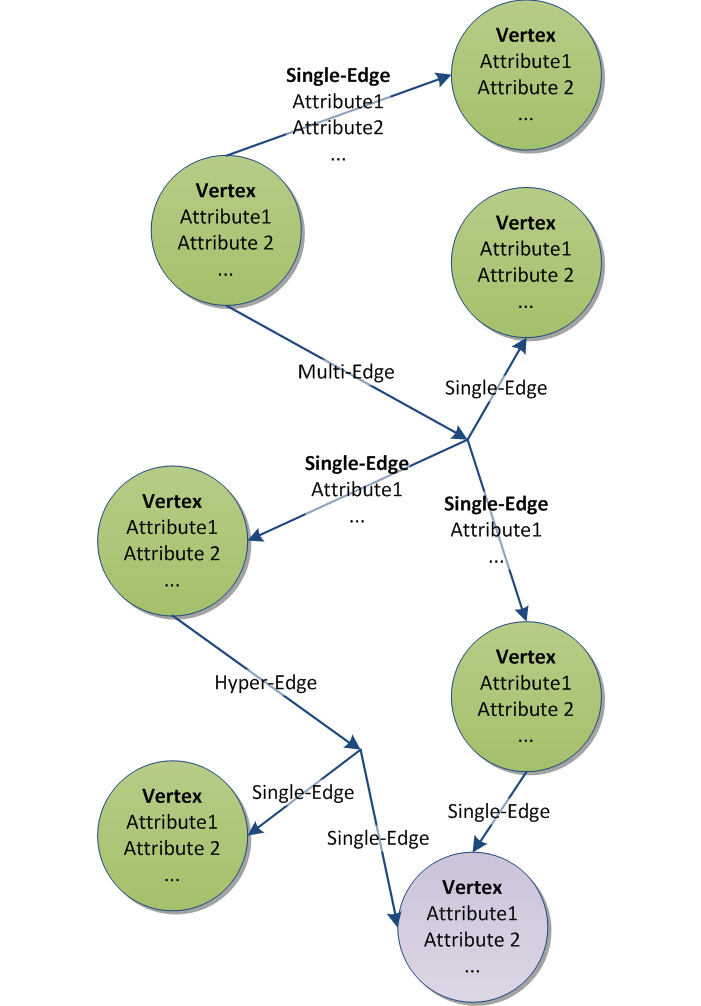 Vertex
Attribute1
Attribute 2
...
Single-Edge
Attribute1
Attribute2
...
Vertex
Attribute1
Attribute 2
...
Vertex
Attribute1
Attribute 2
...
Multi-Edge
Single-Edge
Single-Edge
Attribute1
...
Single-Edge
Attribute1
...
Vertex
Attribute1
Attribute 2
...
Vertex
Attribute1
Attribute 2
...
Hyper-Edge
Single-Edge
Single-Edge
Single-Edge
Vertex
Attribute1
Attribute 2
...
Vertex
Attribute1
Attribute 2
...